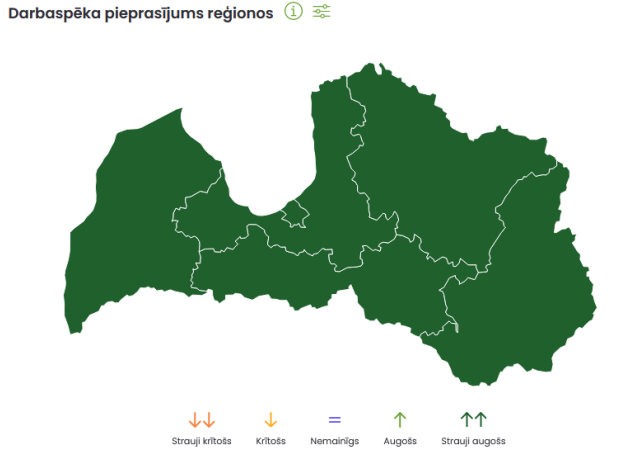 Darbaspēka pieprasījums reģionos
Strauji krītošs
Krītošs
Nemainīgs
Augošs
Strauji augošs